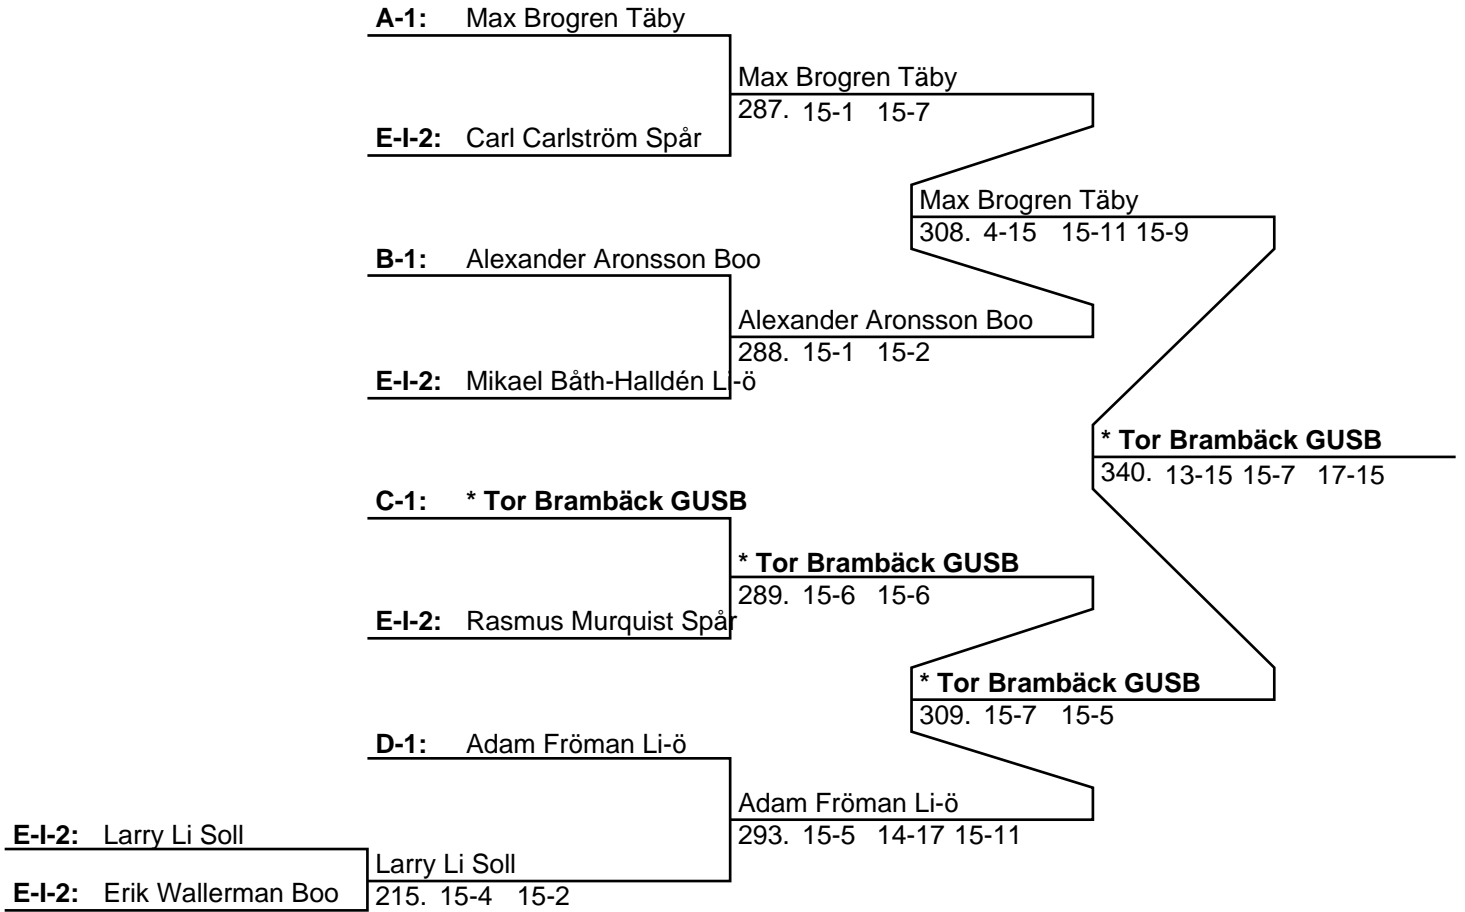 A-1: Max Brogren Täby
Max Brogren Täby
287. 15-1 15-7
E-I-2: Carl Carlström Spår
Max Brogren Täby
308. 4-15 15-11 15-9
B-1: Alexander Aronsson Boo
Alexander Aronsson Boo
288. 15-1 15-2
E-I-2: Mikael Båth-Halldén Li-ö
* Tor Brambäck GUSB
340. 13-15 15-7 17-15
C-1: * Tor Brambäck GUSB
* Tor Brambäck GUSB
289. 15-6 15-6
E-I-2: Rasmus Murquist Spår
* Tor Brambäck GUSB
309. 15-7 15-5
D-1: Adam Fröman Li-ö
Adam Fröman Li-ö
293. 15-5 14-17 15-11
E-I-2: Larry Li Soll
Larry Li Soll
215. 15-4 15-2
E-I-2: Erik Wallerman Boo